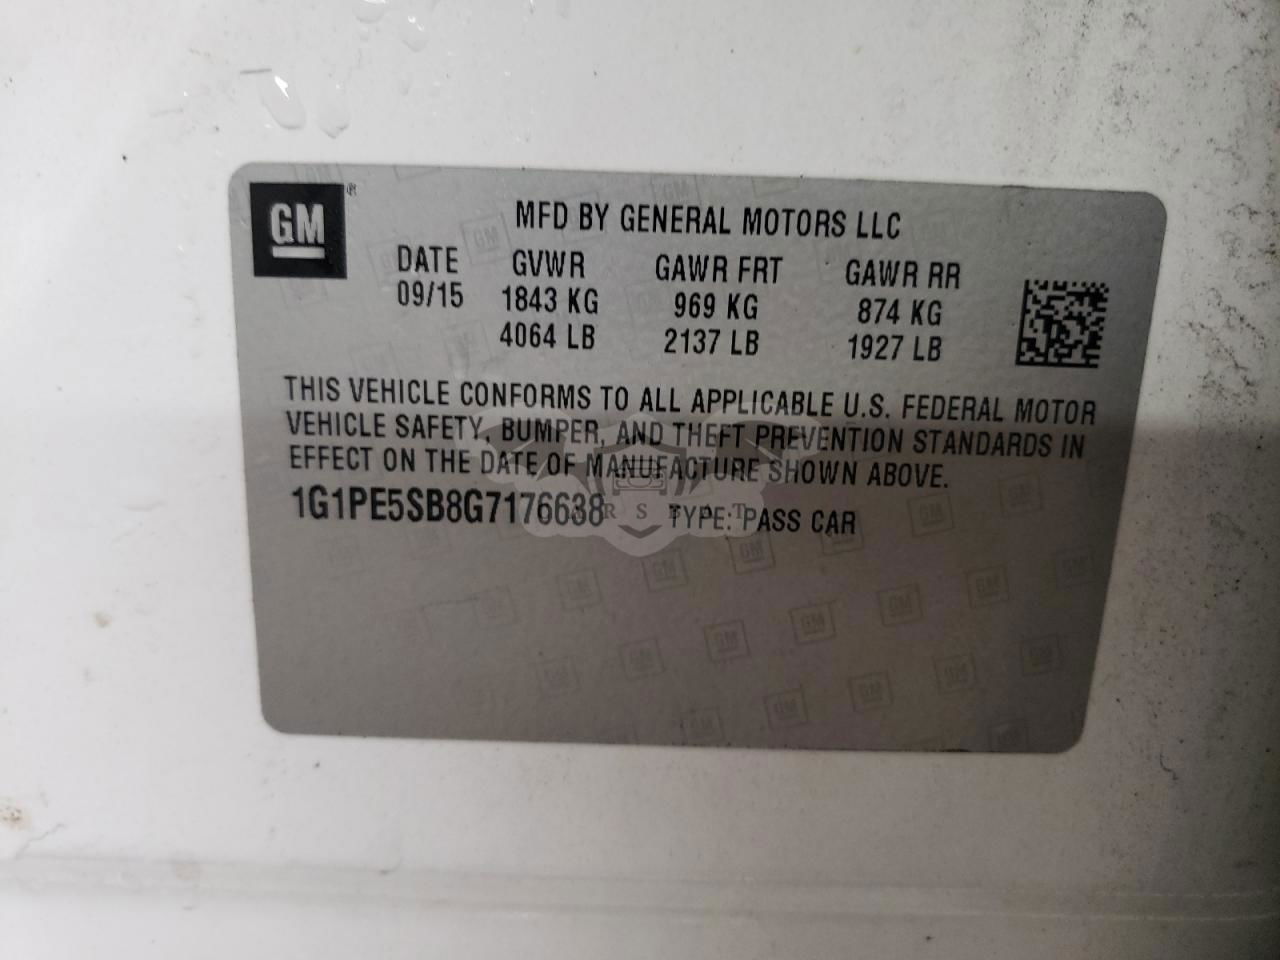 GM ®
MFD BY GENERAL MOTORS LLC
DATE GVWR GAWR FRT GAWR RR
09/15 1843 KG 969 KG 874 KG
4064 LB 2137 LB 1927 LB
THIS VEHICLE CONFORMS TO ALL APPLICABLE U.S. FEDERAL MOTOR
VEHICLE SAFETY, BUMPER, AND THEFT PREVENTION STANDARDS IN
EFFECT ON THE DATE OF MANUFACTURE SHOWN ABOVE.
1G1PE5SB8G7176638 TYPE: PASS CAR